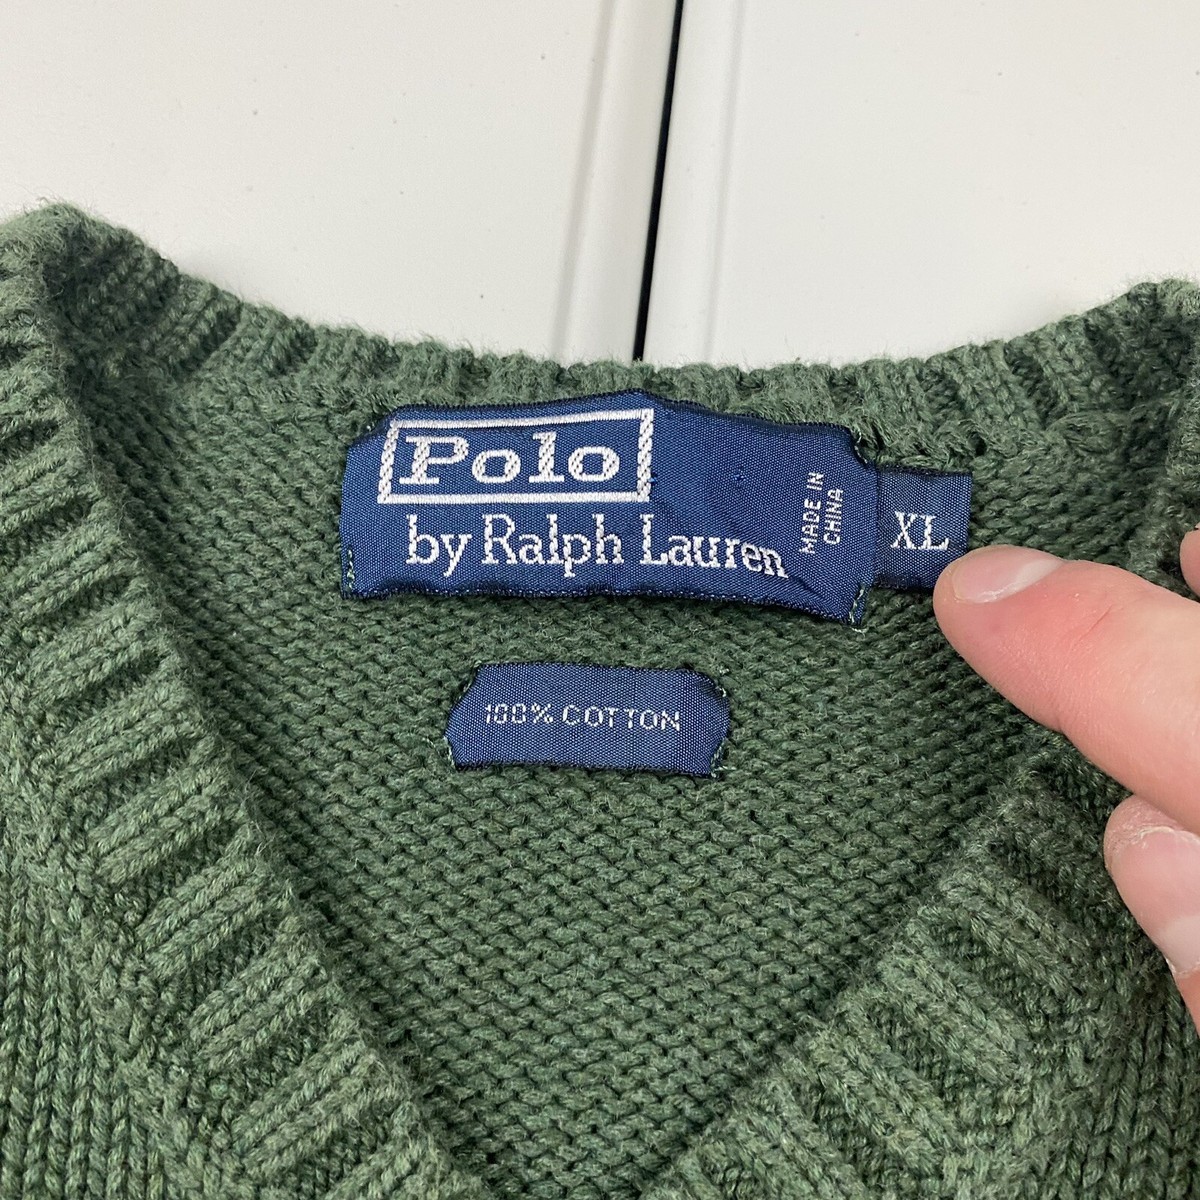 Polo
by Ralph Lauren
MADE IN
CHINA
XL
100% COTTON